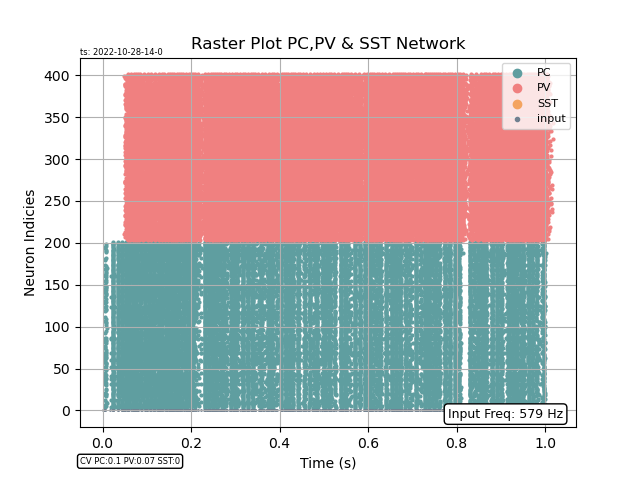 Raster Plot PC,PV & SST Network
ts: 2022-10-28-14-0
PC
PV
SST
input
400
350
300
250
200
150
100
50
0
Neuron Indicies
Input Freq: 579 Hz
0.0 0.2 0.4 0.6 0.8 1.0
Time (s)
CV PC:0.1 PV:0.07 SST:0